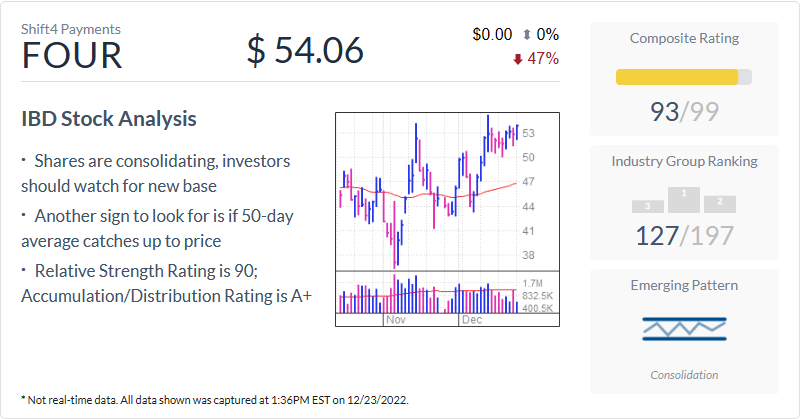 Shift4 Payments
FOUR
$ 54.06
$0.00 0%
47%
IBD Stock Analysis
• Shares are consolidating, investors
should watch for new base
• Another sign to look for is if 50-day
average catches up to price
• Relative Strength Rating is 90;
Accumulation/Distribution Rating is A+
53
50
47
44
41
38
1.7M
832.5K
400.5K
Nov
Dec
Composite Rating
93/99
Industry Group Ranking
3 1 2
127/197
Emerging Pattern
Consolidation
* Not real-time data. All data shown was captured at 1:36PM EST on 12/23/2022.